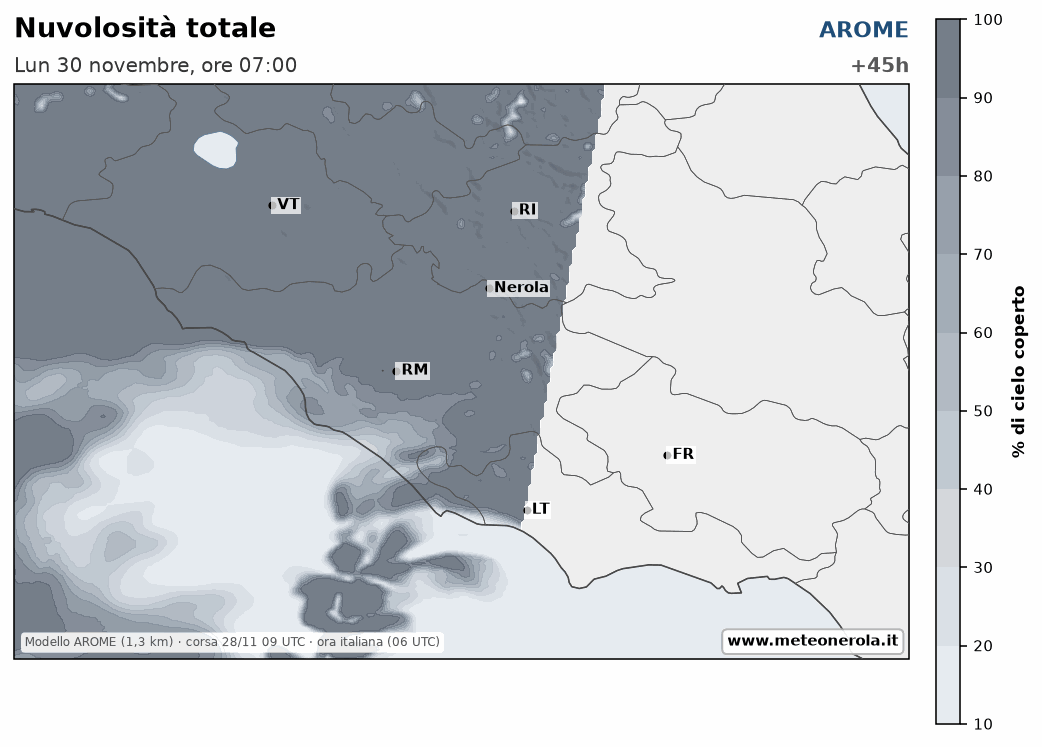 Nuvolosità totale
AROME
Lun 30 novembre, ore 07:00
+45h
VT
RI
Nerola
RM
FR
LT
Modello AROME (1,3 km) · corsa 28/11 09 UTC · ora italiana (06 UTC)
www.meteonerola.it
100
90
80
70
60
50
40
30
20
10
% di cielo coperto